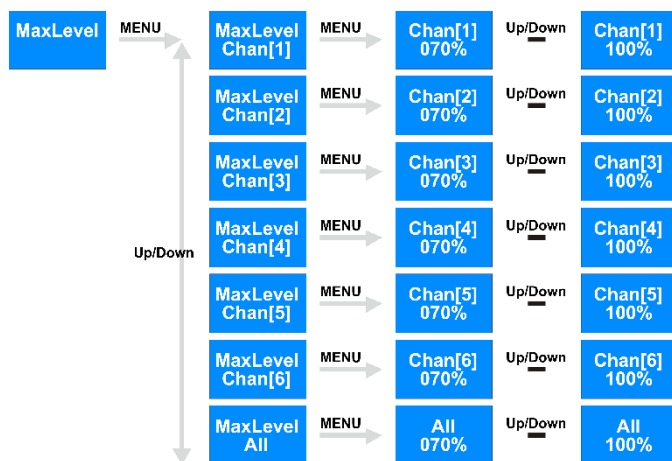 MaxLevel
MENU
MaxLevel
Chan[1]
MENU
Chan[1]
070%
Up/Down
Chan[1]
100%
MaxLevel
Chan[2]
MENU
Chan[2]
070%
Up/Down
Chan[2]
100%
MaxLevel
Chan[3]
MENU
Chan[3]
070%
Up/Down
Chan[3]
100%
Up/Down
MaxLevel
Chan[4]
MENU
Chan[4]
070%
Up/Down
Chan[4]
100%
MaxLevel
Chan[5]
MENU
Chan[5]
070%
Up/Down
Chan[5]
100%
MaxLevel
Chan[6]
MENU
Chan[6]
070%
Up/Down
Chan[6]
100%
MaxLevel
All
MENU
All
070%
Up/Down
All
100%